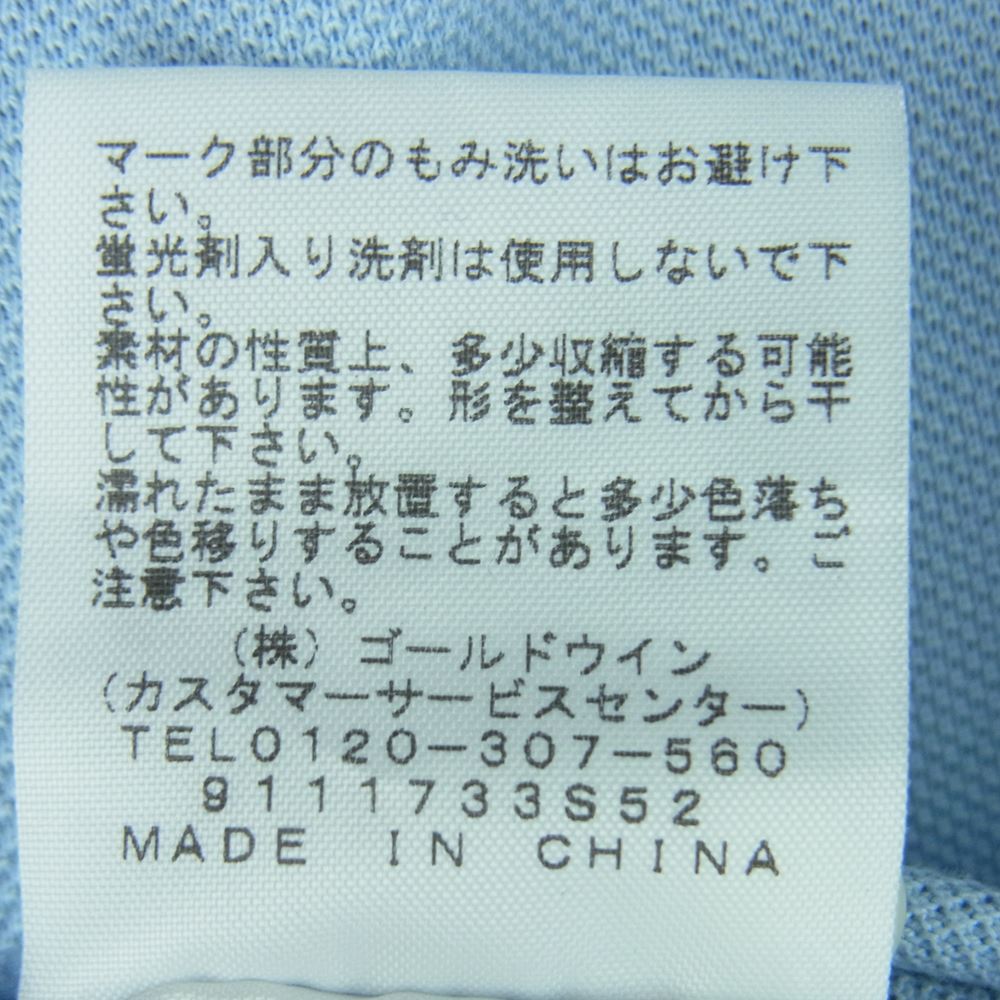 マーク部分のもみ洗いはお避け下
さい。
蛍光剤入り洗剤は使用しないで下
さい。
素材の性質上、多少収縮する可能
性があります。形を整えてから干
して下さい。
濡れたまま放置すると多少色落ち
や色移りすることがあります。ご
注意下さい。
(株)ゴールドウイン
(カスタマーサービスセンター)
TEL0120-307-560
9111733S52
MADE IN CHINA